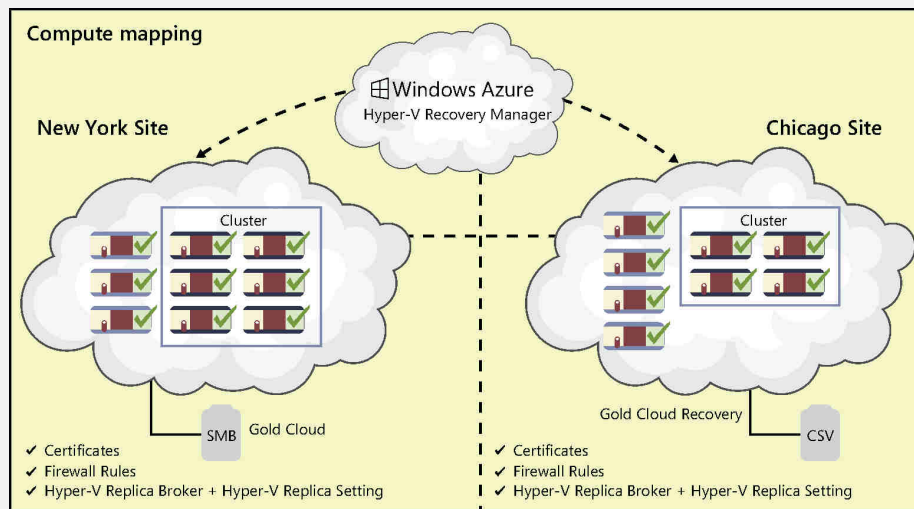 Compute mapping
Windows Azure
Hyper-V Recovery Manager
New York Site
Chicago Site
Cluster
Cluster
SMB
Gold Cloud
Gold Cloud Recovery
CSV
✓ Certificates
✓ Firewall Rules
✓ Hyper-V Replica Broker + Hyper-V Replica Setting
✓ Certificates
✓ Firewall Rules
✓ Hyper-V Replica Broker + Hyper-V Replica Setting